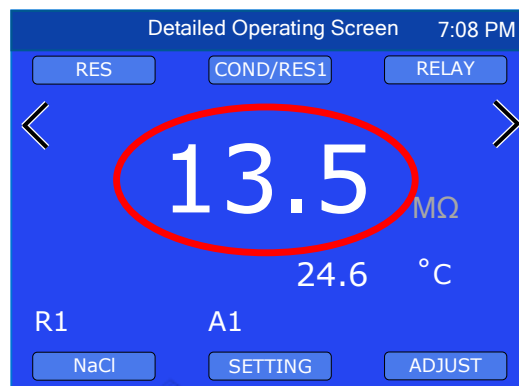 Detailed Operating Screen 7:08 PM
RES COND/RES1 RELAY
13.5 MΩ
24.6 °C
R1 A1
NaCl SETTING ADJUST